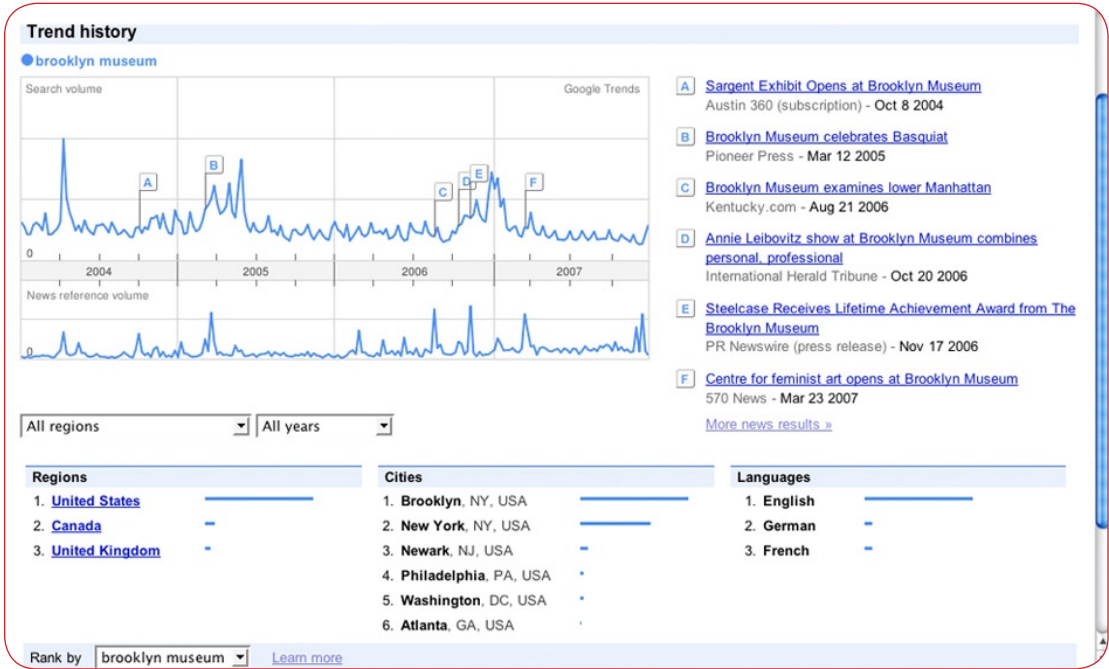 Trend history
brooklyn museum
Search volume
Google Trends
A
B
C
D
E
F
0
2004
2005
2006
2007
News reference volume
0
A
Sargent Exhibit Opens at Brooklyn Museum
Austin 360 (subscription) - Oct 8 2004
B
Brooklyn Museum celebrates Basquiat
Pioneer Press - Mar 12 2005
C
Brooklyn Museum examines lower Manhattan
Kentucky.com - Aug 21 2006
D
Annie Leibovitz show at Brooklyn Museum combines
personal, professional
International Herald Tribune - Oct 20 2006
E
Steelcase Receives Lifetime Achievement Award from The
Brooklyn Museum
PR Newswire (press release) - Nov 17 2006
F
Centre for feminist art opens at Brooklyn Museum
570 News - Mar 23 2007
More news results »
All regions
All years
Regions
1. United States
2. Canada
3. United Kingdom
Cities
1. Brooklyn, NY, USA
2. New York, NY, USA
3. Newark, NJ, USA
4. Philadelphia, PA, USA
5. Washington, DC, USA
6. Atlanta, GA, USA
Languages
1. English
2. German
3. French
Rank by
brooklyn museum
Learn more